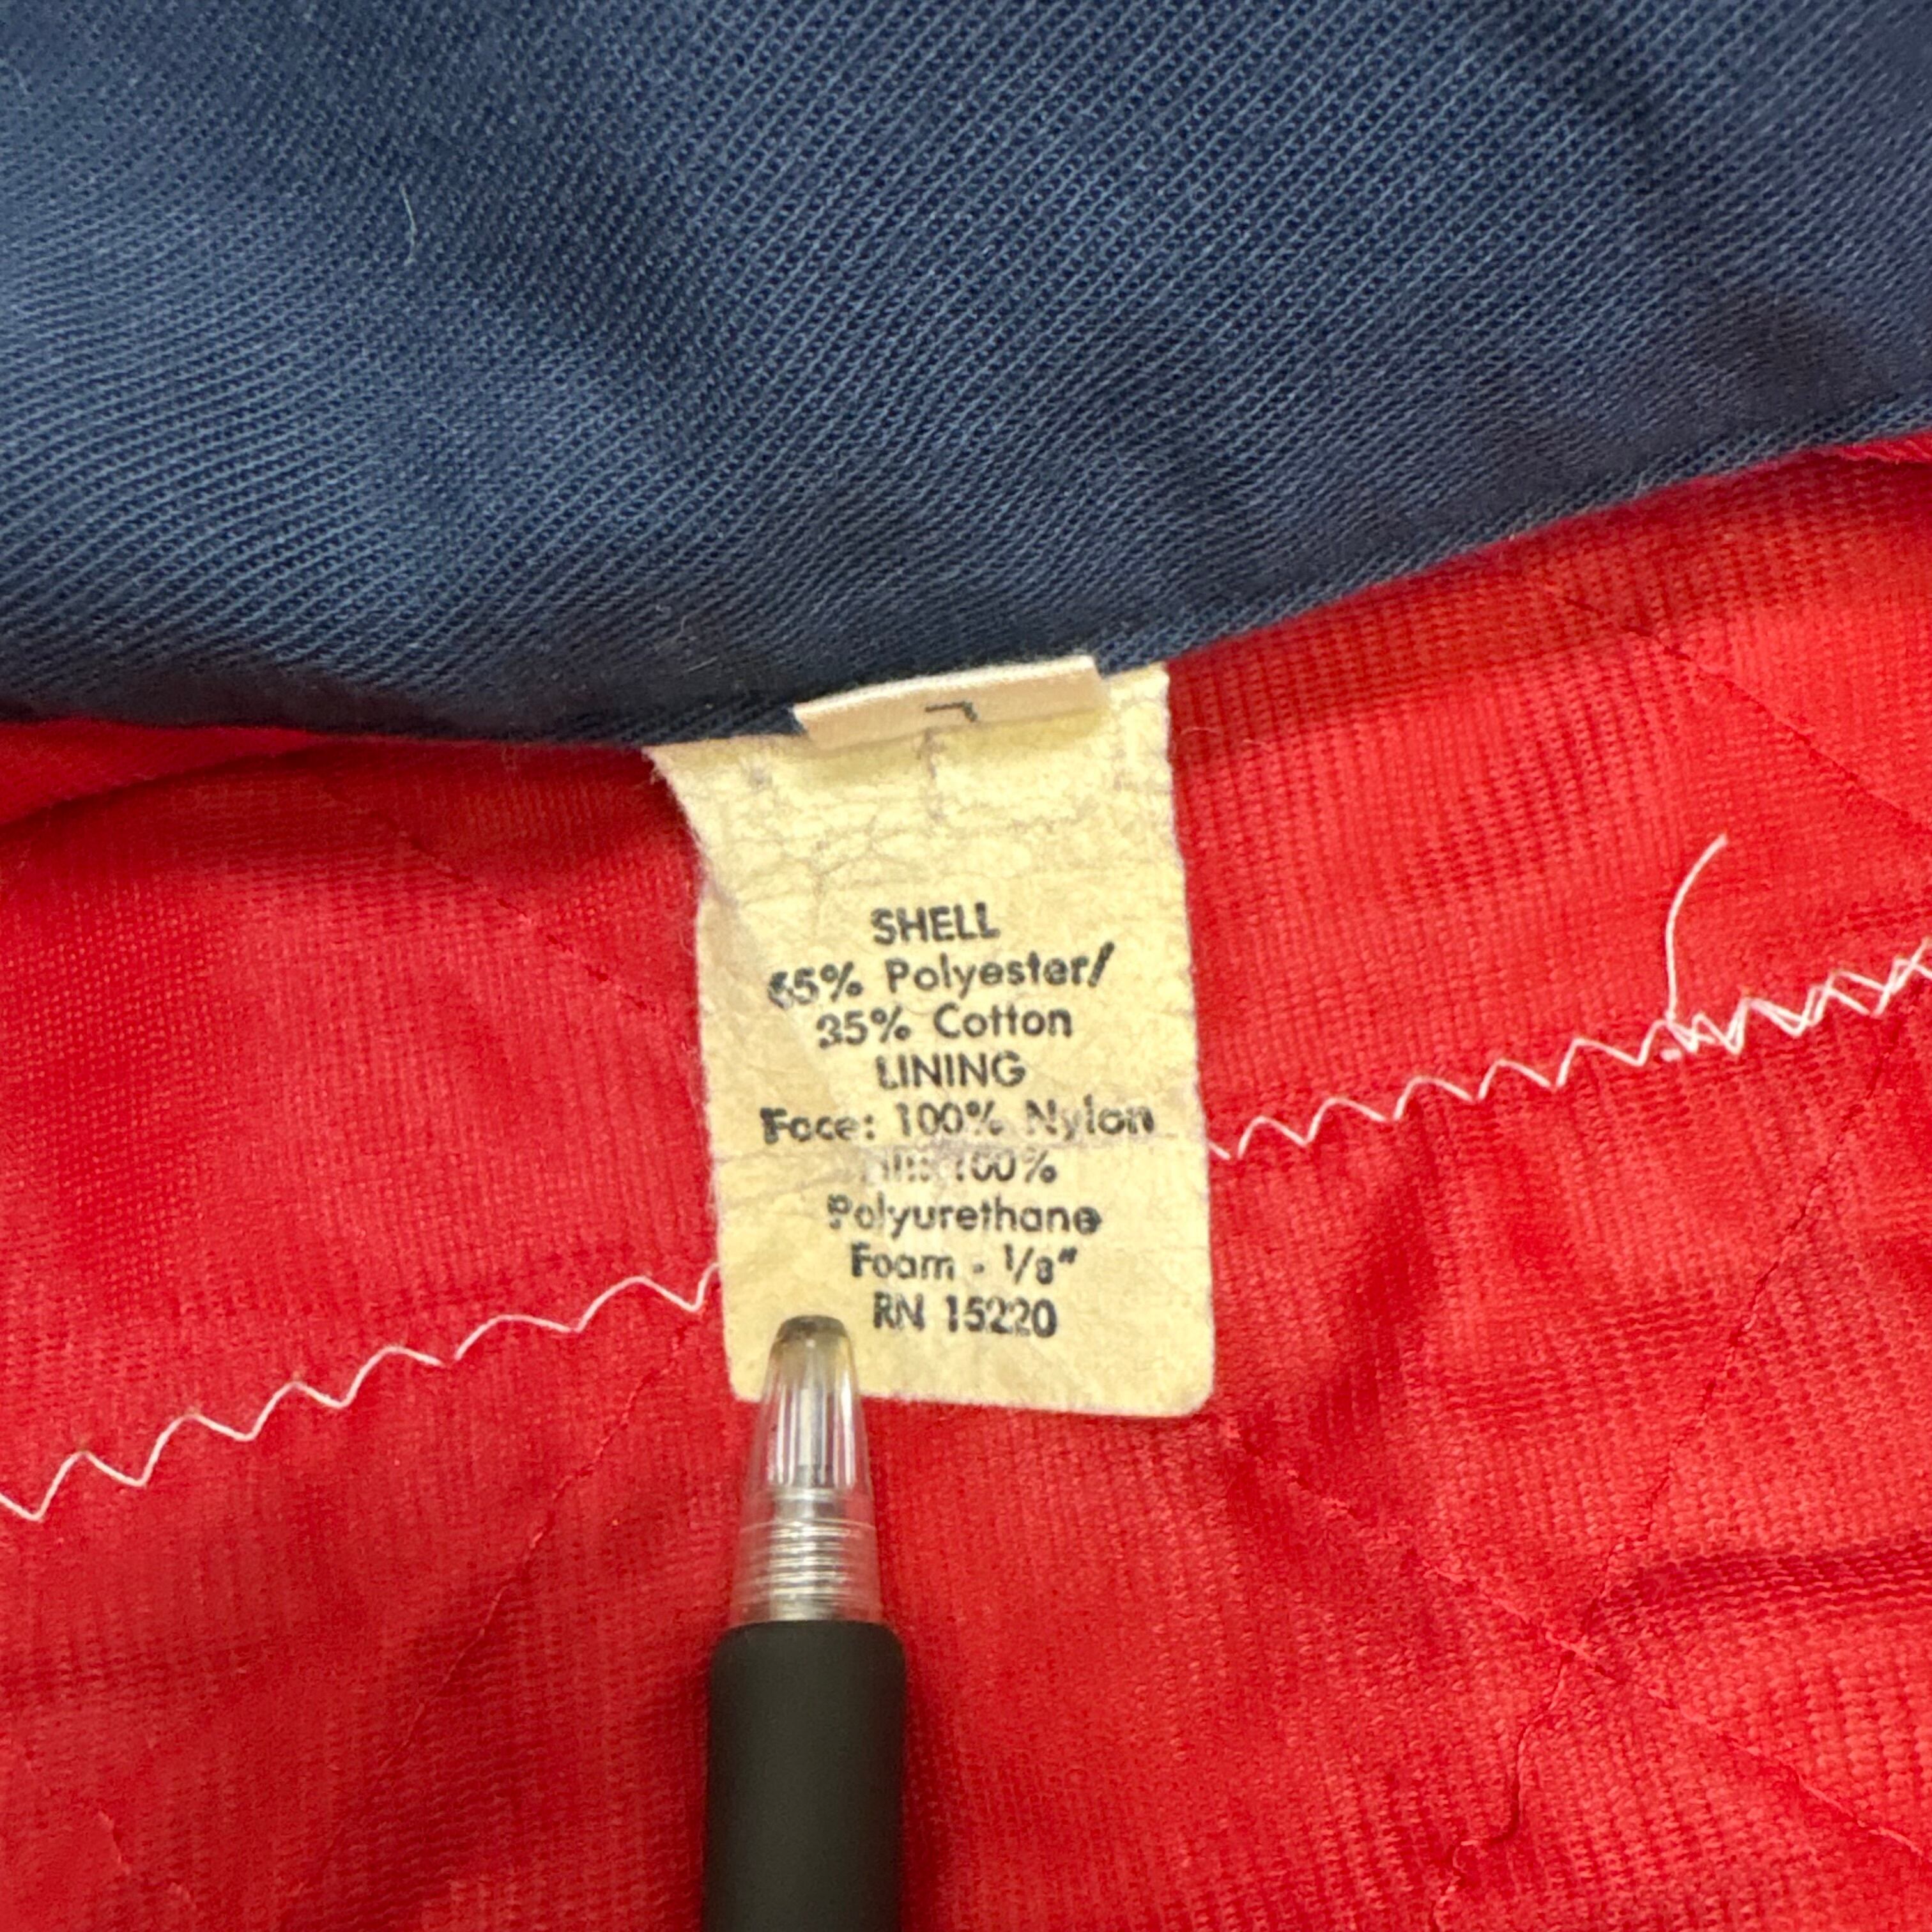 L
SHELL
65% Polyester/
35% Cotton
LINING
Face: 100% Nylon
100%
Polyurethane
Foam - 1/8"
RN 15220